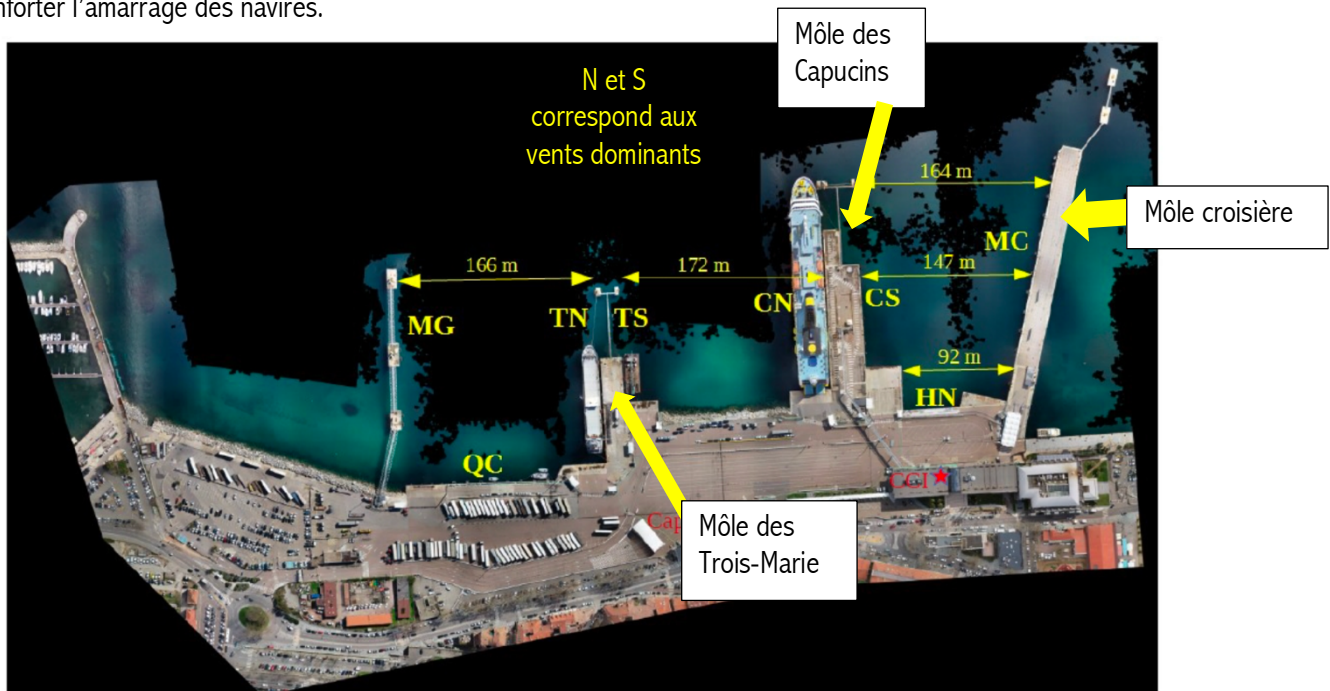 nforter l'amarrage des navires.
Môle des
Capucins
N et S
correspond aux
vents dominants
164 m
Môle croisière
MC
166 m
172 m
147 m
MG
TN
TS
CN
CS
92 m
HN
QC
CCI
Cap
Môle des
Trois-Marie